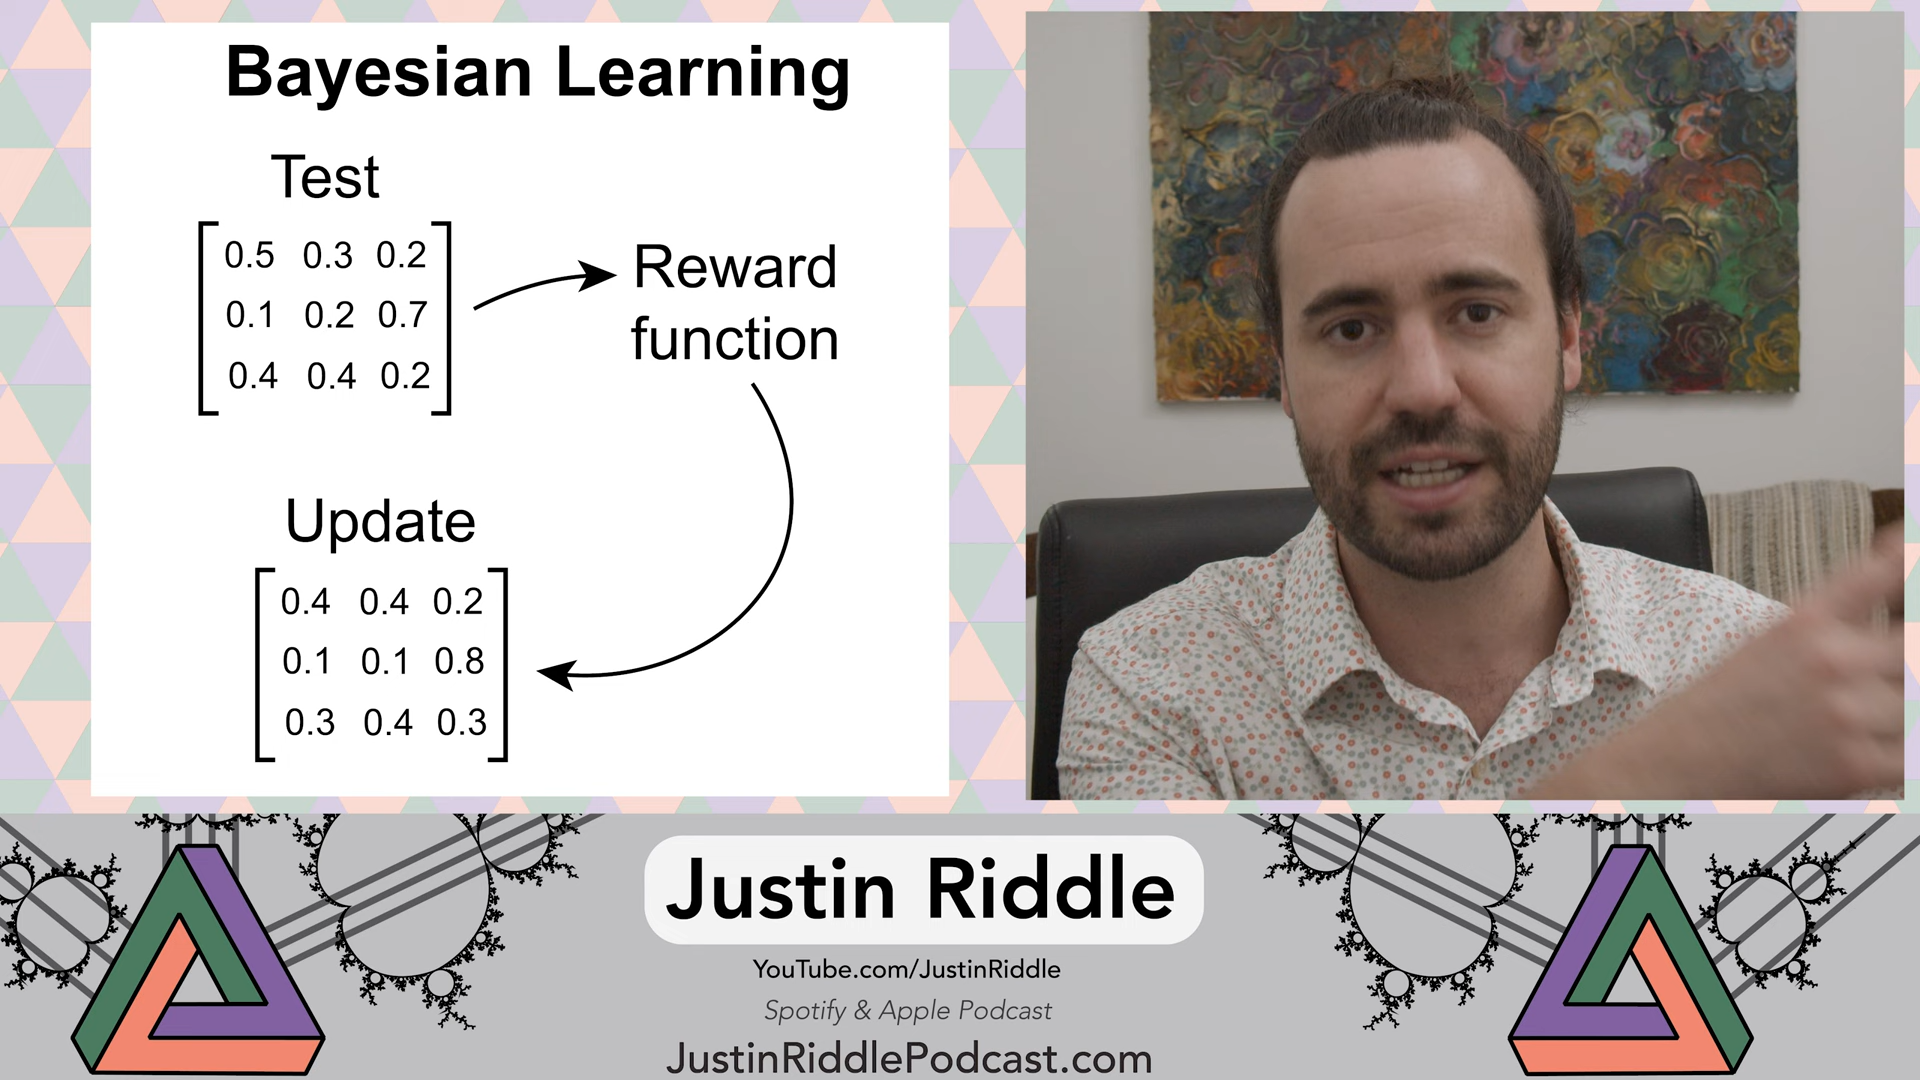 Bayesian Learning
Test
0.5 0.3 0.2
0.1 0.2 0.7
0.4 0.4 0.2
Reward
function
Update
0.4 0.4 0.2
0.1 0.1 0.8
0.3 0.4 0.3
Justin Riddle
YouTube.com/JustinRiddle
Spotify & Apple Podcast
JustinRiddlePodcast.com